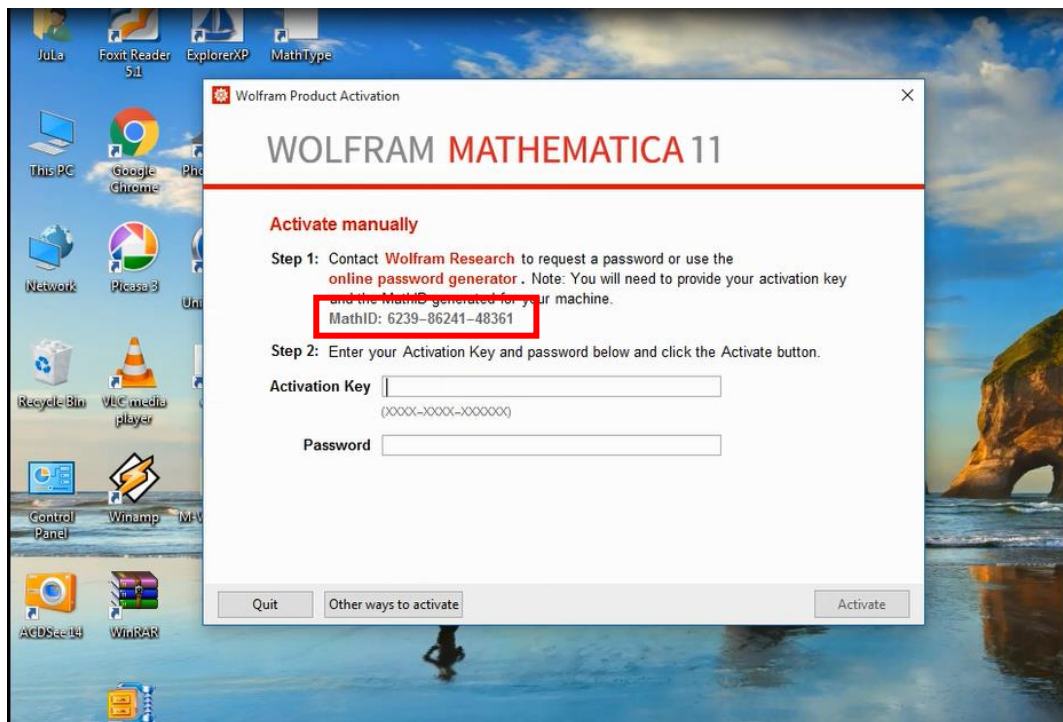 JuLa
Foxit Reader
5.1
ExplorerXP
MathType
Wolfram Product Activation
WOLFRAM MATHEMATICA 11
This PC
Google
Chrome
Activate manually
Step 1: Contact Wolfram Research to request a password or use the
online password generator . Note: You will need to provide your activation key
and the MathID generated for your machine.
MathID: 6239–86241–48361
Network
Picasa 3
Uni
Step 2: Enter your Activation Key and password below and click the Activate button.
Activation Key
(XXXX–XXXX–XXXXXX)
Recycle Bin
VLC media
player
Password
Control
Panel
Winamp
Quit
Other ways to activate
Activate
ACDSee 14
WinRAR